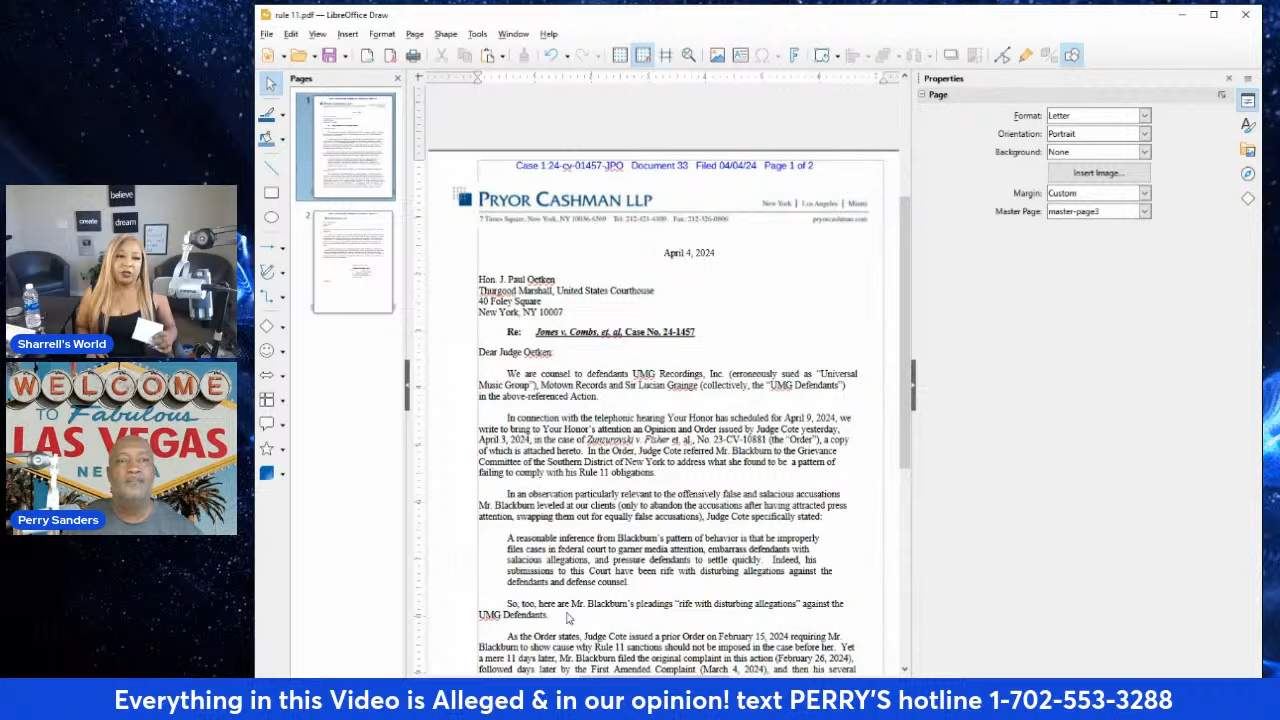 rule 11.pdf — LibreOffice Draw
File Edit View Insert Format Page Shape Tools Window Help
Pages
Properties
Page
Format: Letter
Orientation: Portrait
Background: None
Insert Image...
Margin: Custom
Master Page: master-page3
1
2
Case 1:24-cv-01457-JPO Document 33 Filed 04/04/24 Page 1 of 2
PRYOR CASHMAN LLP
New York | Los Angeles | Miami
7 Times Square, New York, NY 10036-6569 Tel: 212-421-4100 Fax: 212-326-0806
pryorcashman.com
April 4, 2024
Hon. J. Paul Oetken
Thurgood Marshall, United States Courthouse
40 Foley Square
New York, NY 10007
Re: Jones v. Combs, et. al, Case No. 24-1457
Dear Judge Oetken:
We are counsel to defendants UMG Recordings, Inc. (erroneously sued as “Universal
Music Group”), Motown Records and Sir Lucian Grainge (collectively, the “UMG Defendants”)
in the above-referenced Action.
In connection with the telephonic hearing Your Honor has scheduled for April 9, 2024, we
write to bring to Your Honor’s attention an Opinion and Order issued by Judge Cote yesterday,
April 3, 2024, in the case of v. Fisher et. al., No. 23-CV-10881 (the “Order”), a copy
of which is attached hereto. In the Order, Judge Cote referred Mr. Blackburn to the Grievance
Committee of the Southern District of New York to address what she found to be a pattern of
failing to comply with his Rule 11 obligations.
In an observation particularly relevant to the offensively false and salacious accusations
Mr. Blackburn leveled at our clients (only to abandon the accusations after having attracted press
attention, swapping them out for equally false accusations), Judge Cote specifically stated:
A reasonable inference from Blackburn’s pattern of behavior is that he improperly
files cases in federal court to garner media attention, embarrass defendants with
salacious allegations, and pressure defendants to settle quickly. Indeed, his
submissions to this Court have been rife with disturbing allegations against the
defendants and defense counsel.
So, too, here are Mr. Blackburn’s pleadings “rife with disturbing allegations” against the
UMG Defendants.
As the Order states, Judge Cote issued a prior Order on February 15, 2024 requiring Mr.
Blackburn to show cause why Rule 11 sanctions should not be imposed in the case before her. Yet
a mere 11 days later, Mr. Blackburn filed the original complaint in this action (February 26, 2024),
followed days later by the First Amended Complaint (March 4, 2024), and then his several
believe
create
dream
Sharrell's World
WELCOME
TO Fabulous
LAS VEGAS
Perry Sanders
Everything in this Video is Alleged & in our opinion! text PERRY'S hotline 1-702-553-3288